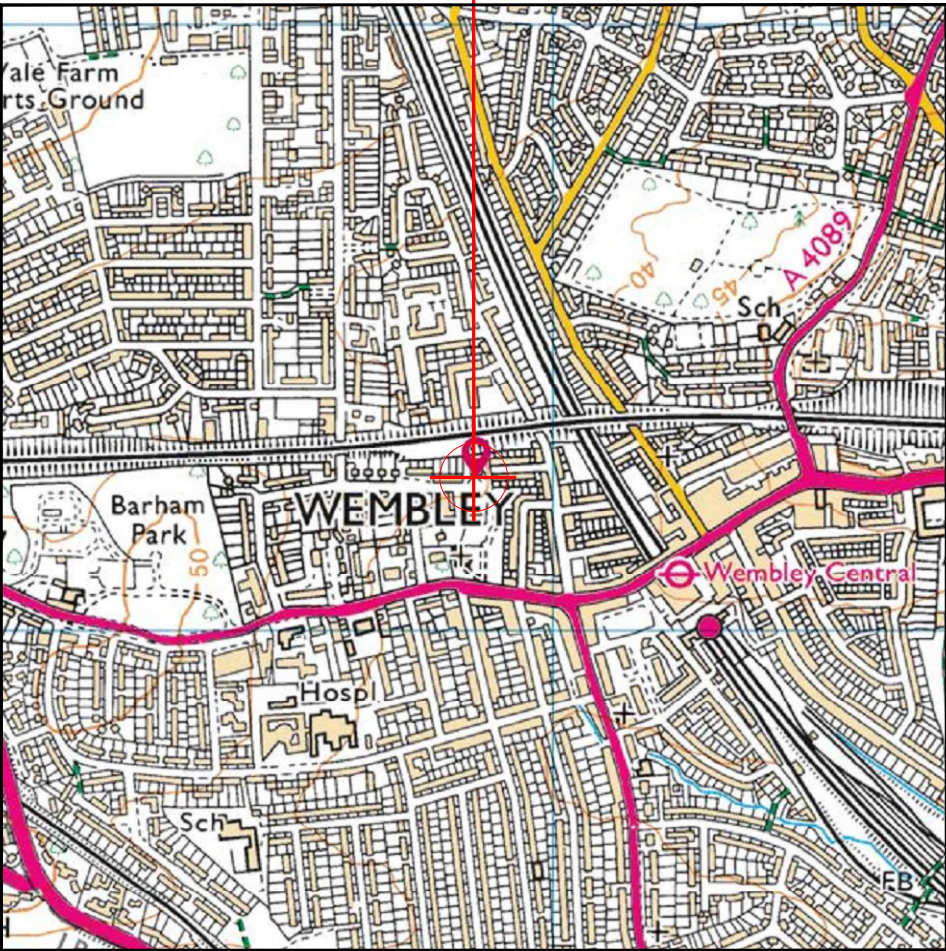 Vale Farm
rts Ground
A 4089
40
45
Sch
Barham
Park
WEMBLEY
50
Wembley Central
Hospl
Sch
FB